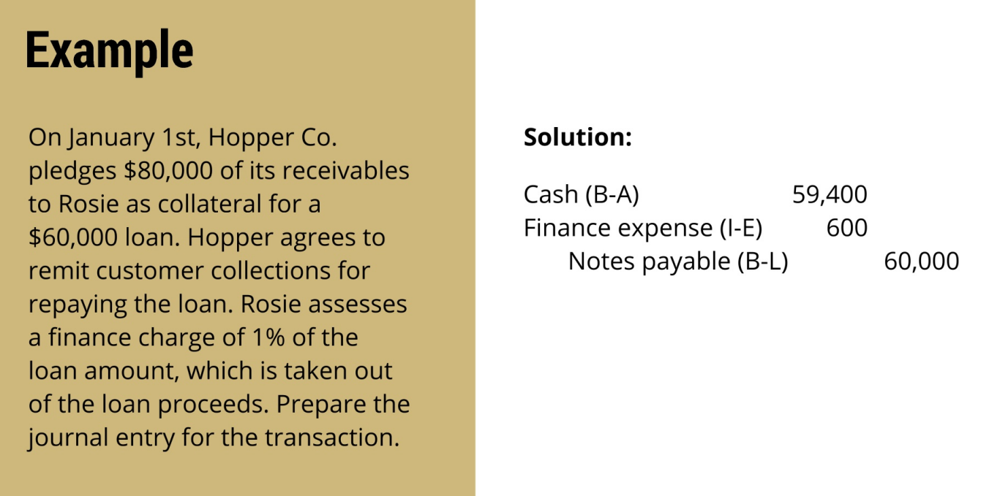 Example
On January 1st, Hopper Co.
pledges $80,000 of its receivables
to Rosie as collateral for a
$60,000 loan. Hopper agrees to
remit customer collections for
repaying the loan. Rosie assesses
a finance charge of 1% of the
loan amount, which is taken out
of the loan proceeds. Prepare the
journal entry for the transaction.
Solution:
Cash (B-A) 59,400
Finance expense (I-E) 600
Notes payable (B-L) 60,000